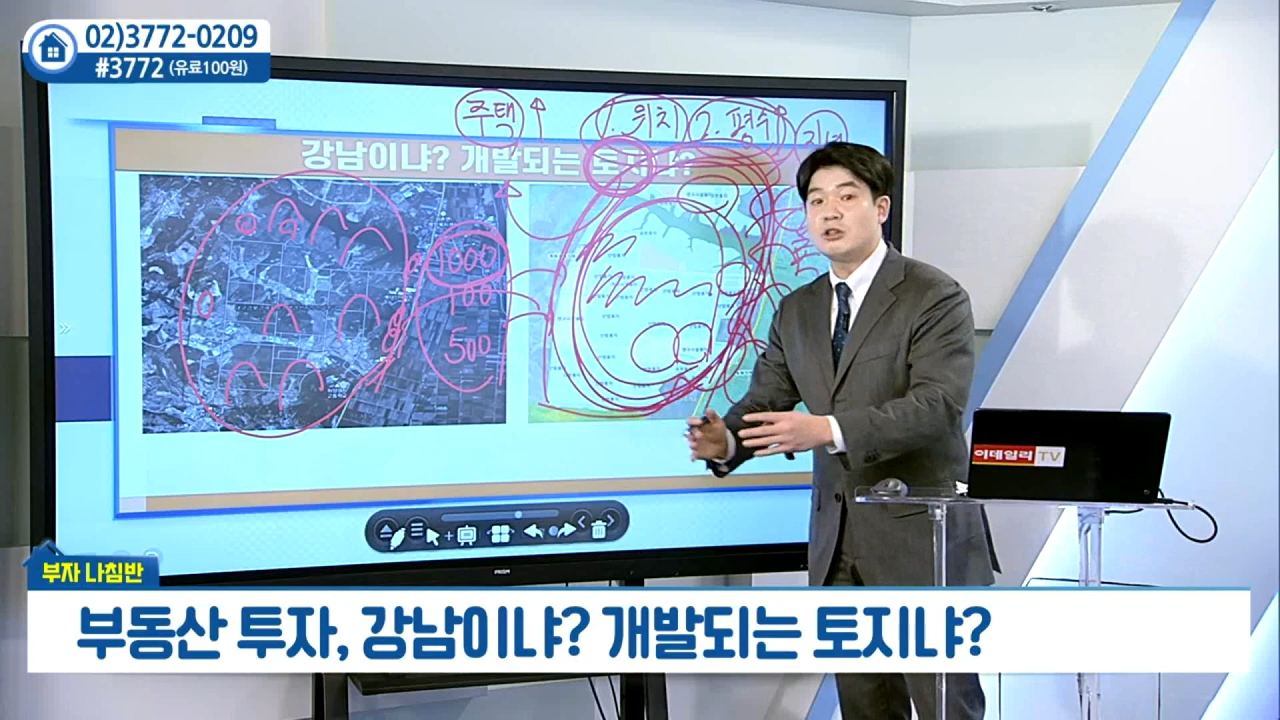 02)3772-0209
#3772 (유료100원)
주택 1. 위치 2. 평수
강남이냐? 개발되는 토지냐?
1000
100
500
PRISM
이데일리TV
부자 나침반
부동산 투자, 강남이냐? 개발되는 토지냐?